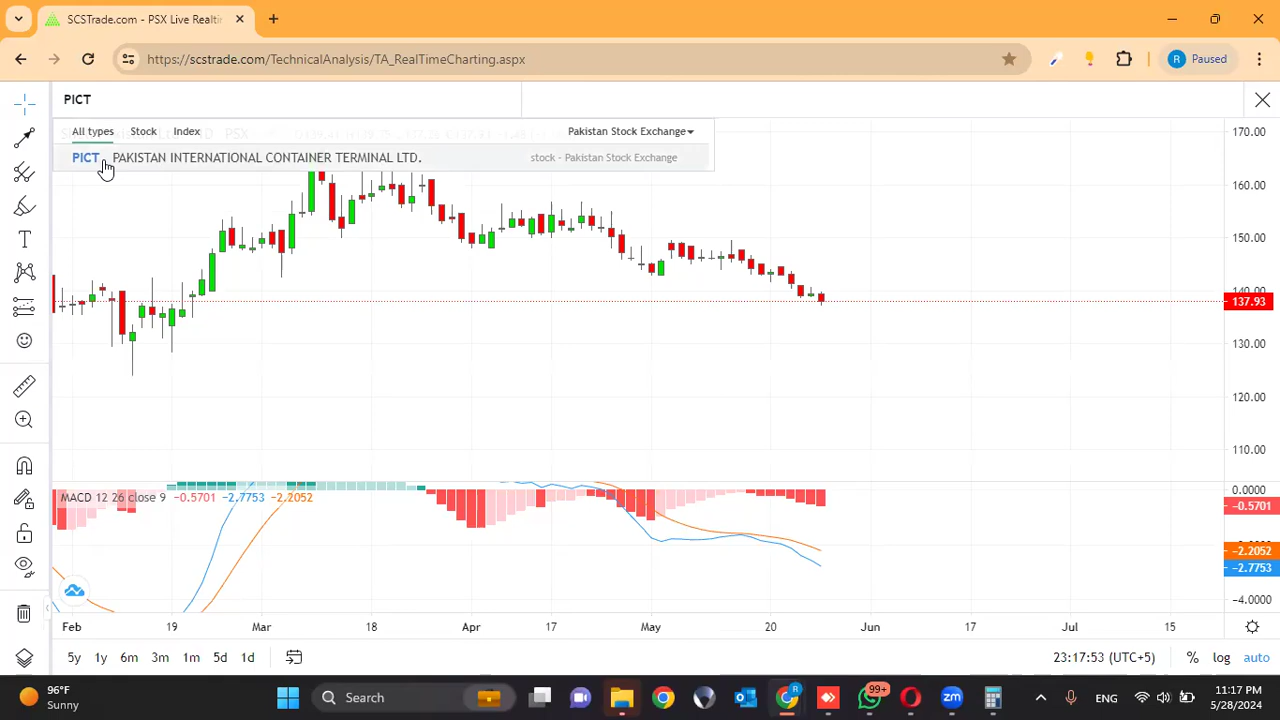 SCSTrade.com - PSX Live Realtir
https://scstrade.com/TechnicalAnalysis/TA_RealTimeCharting.aspx
R Paused
PICT
All types Stock Index Pakistan Stock Exchange
PICT PAKISTAN INTERNATIONAL CONTAINER TERMINAL LTD. stock - Pakistan Stock Exchange
170.00
160.00
150.00
140.00
137.93
130.00
120.00
110.00
MACD 12 26 close 9 −0.5701 −2.7753 −2.2052
0.0000
−0.5701
−2.2052
−2.7753
−4.0000
Feb 19 Mar 18 Apr 17 May 20 Jun 17 Jul 15
5y 1y 6m 3m 1m 5d 1d 23:17:53 (UTC+5) % log auto
96°F
Sunny
Search
R
99+
ENG
11:17 PM
5/28/2024